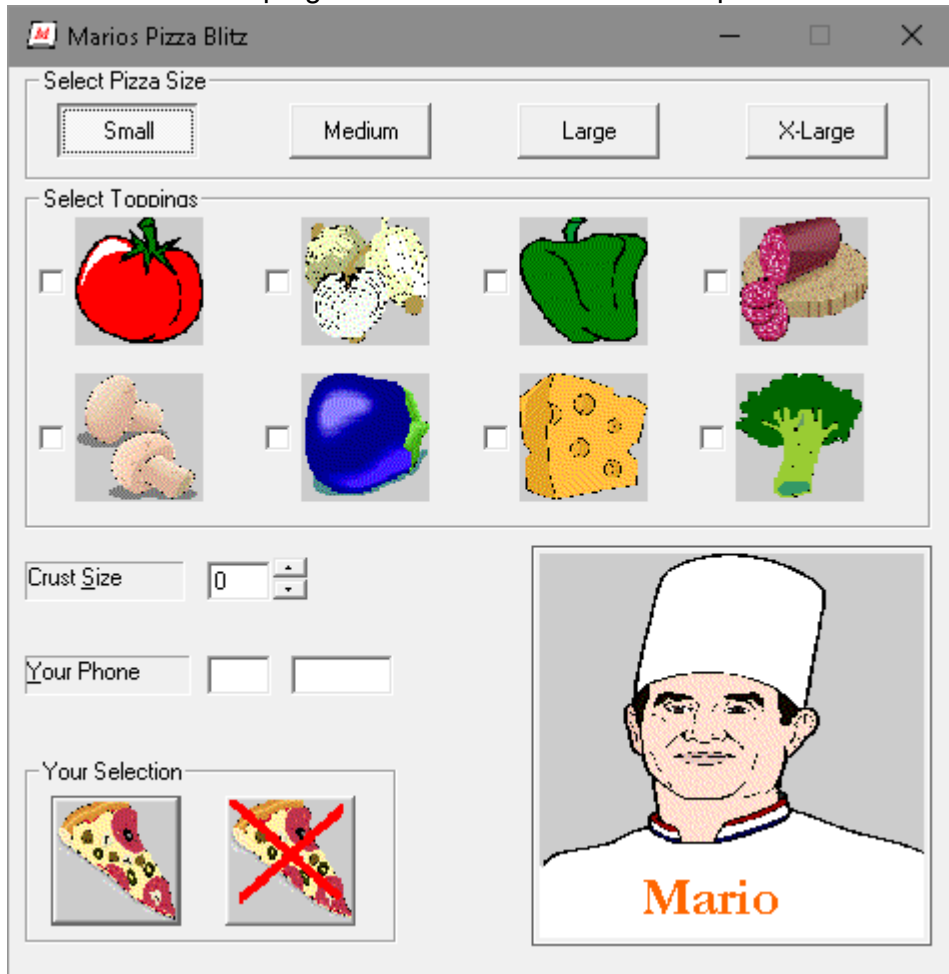 Marios Pizza Blitz
Select Pizza Size
Small Medium Large X-Large
Select Toppings
Crust Size 0
Your Phone
Your Selection
Mario